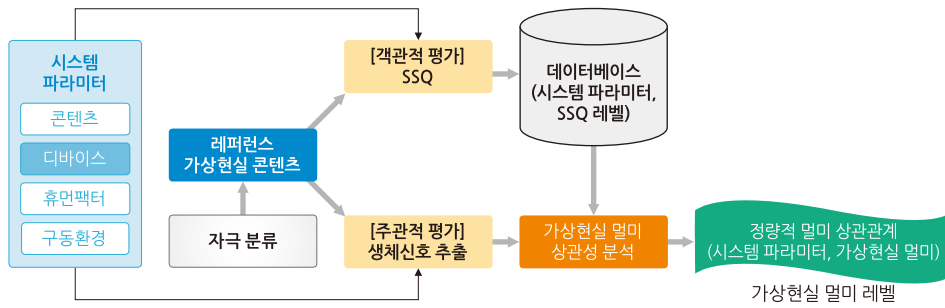 시스템
파라미터
콘텐츠
디바이스
휴먼팩터
구동환경
레퍼런스
가상현실 콘텐츠
자극 분류
[객관적 평가]
SSQ
[주관적 평가]
생체신호 추출
데이터베이스
(시스템 파라미터,
SSQ 레벨)
가상현실 멀미
상관성 분석
정량적 멀미 상관관계
(시스템 파라미터, 가상현실 멀미)
가상현실 멀미 레벨